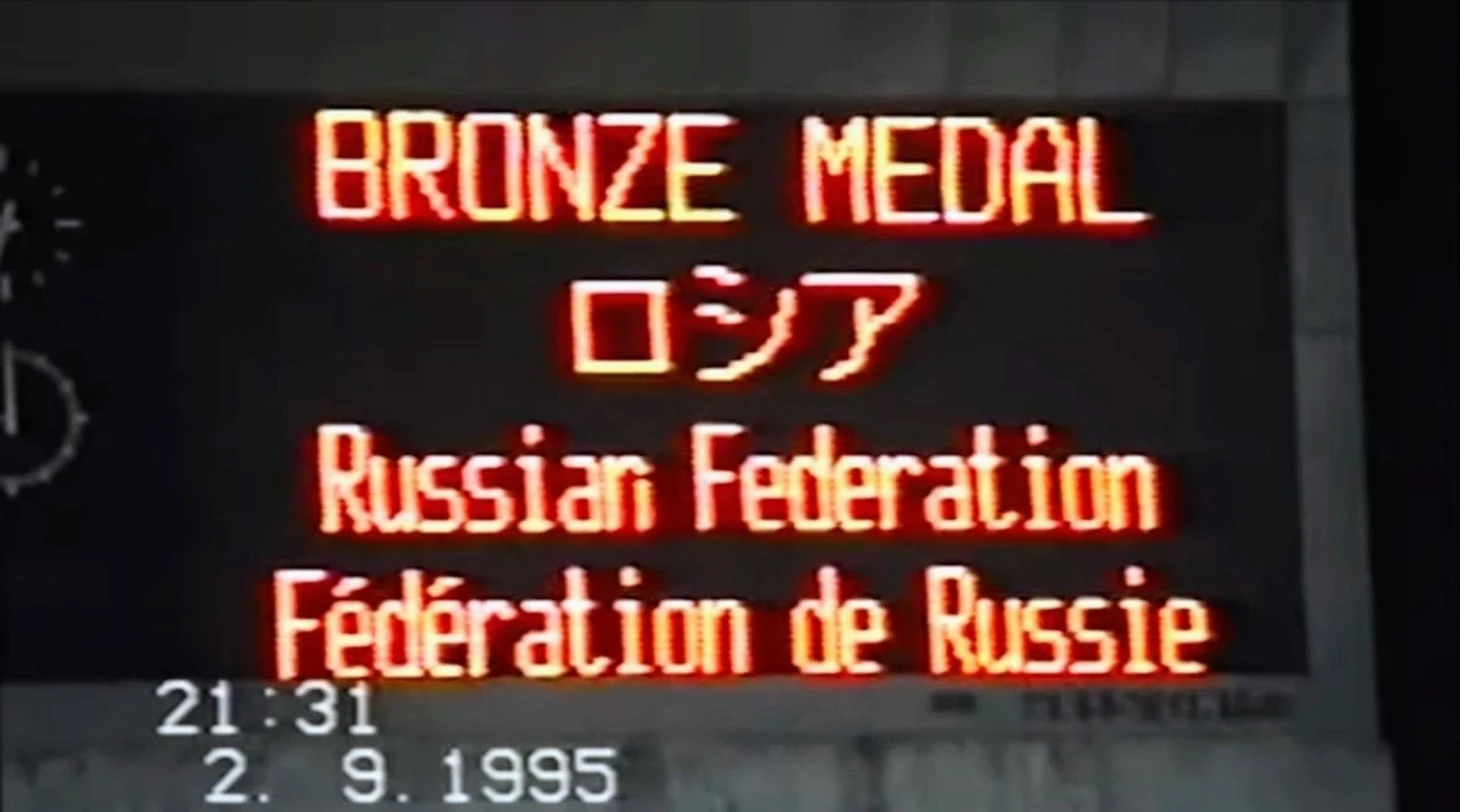 BRONZE MEDAL
ロシア
Russian Federation
Fédération de Russie
21:31
2. 9. 1995